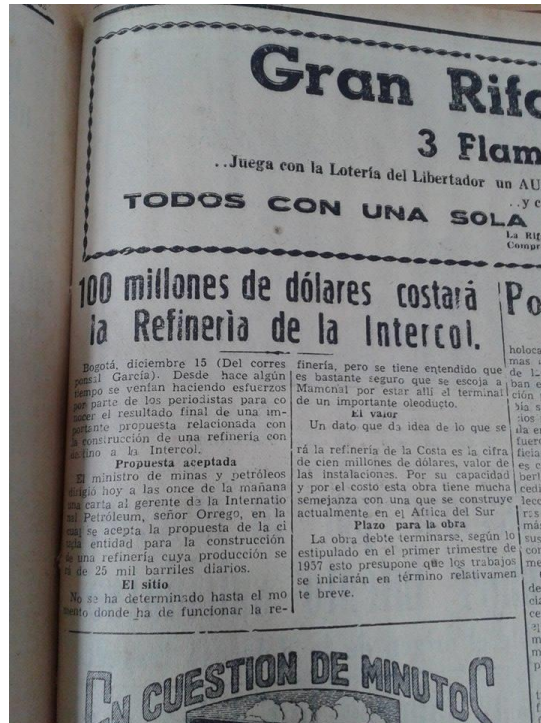 Gran Rifa
3 Flam
..Juega con la Lotería del Libertador un AU
..y c
TODOS CON UNA SOLA
La Rif
Compr
100 millones de dólares costará
la Refinería de la Intercol.
Bogotá, diciembre 15 (Del corres
ponsal García). Desde hace algún
tiempo se venían haciendo esfuerzos
por parte de los periodistas para co
nocer el resultado final de una im-
portante propuesta relacionada con
la construcción de una refinería con
destino a la Intercol.
Propuesta aceptada
El ministro de minas y petróleos
dirigió hoy a las once de la mañana
una carta al gerente de la Internatio
nal Petróleum, señor Orrego, en la
cual se acepta la propuesta de la ci
tada entidad para la construcción
de una refinería cuya producción se
rá de 25 mil barriles diarios.
El sitio
No se ha determinado hasta el mo
mento donde ha de funcionar la re-
finería, pero se tiene entendido que
es bastante seguro que se escoja a
Mamonal por estar allí el terminal
de un importante oleoducto.
El valor
Un dato que da idea de lo que se
rá la refinería de la Costa es la cifra
de cien millones de dólares, valor de
las instalaciones. Por su capacidad
y por el costo esta obra tiene mucha
semejanza con una que se construye
actualmente en el Africa del Sur
Plazo para la obra
La obra debte terminarse, según lo
estipulado en el primer trimestre de
1957 esto presupone que los trabajos
se iniciarán en término relativamen
te breve.
Po
holoca
mas
de l
ban e
ción
EN CUESTION DE MINUTOS